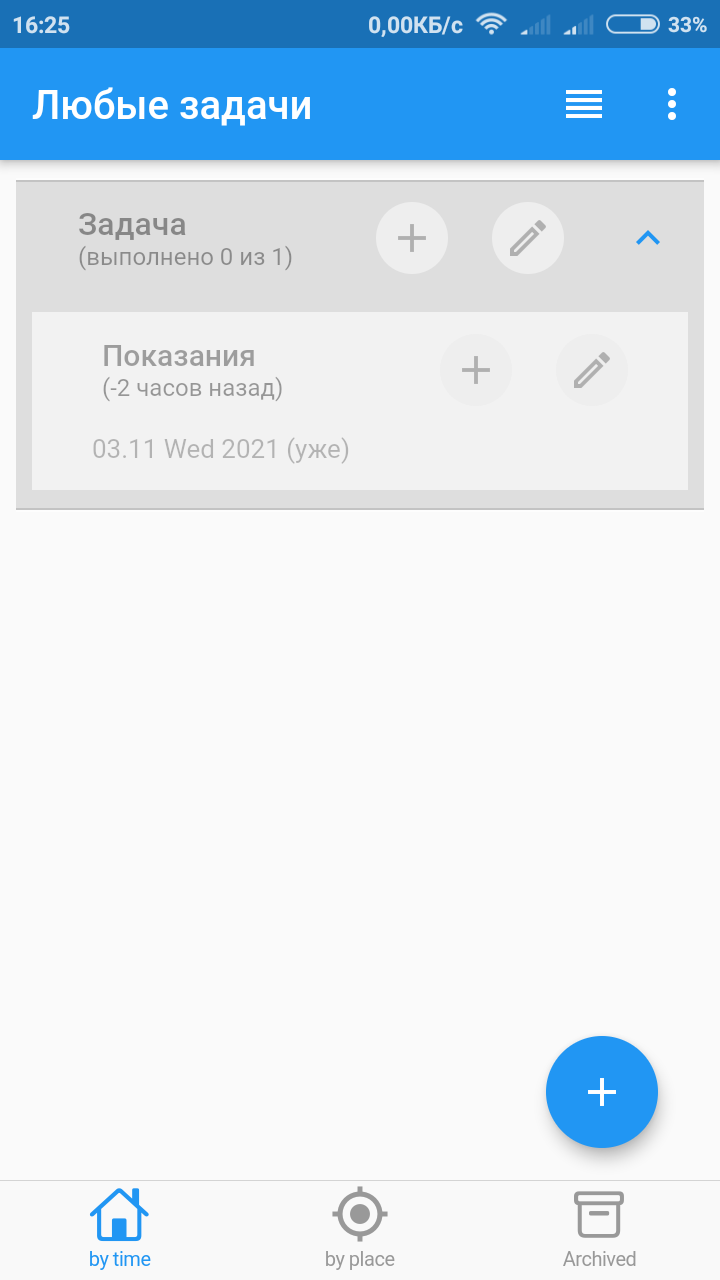 16:25 0,00КБ/с 33%
Любые задачи
Задача
(выполнено 0 из 1)
Показания
(-2 часов назад)
03.11 Wed 2021 (уже)
by time by place Archived